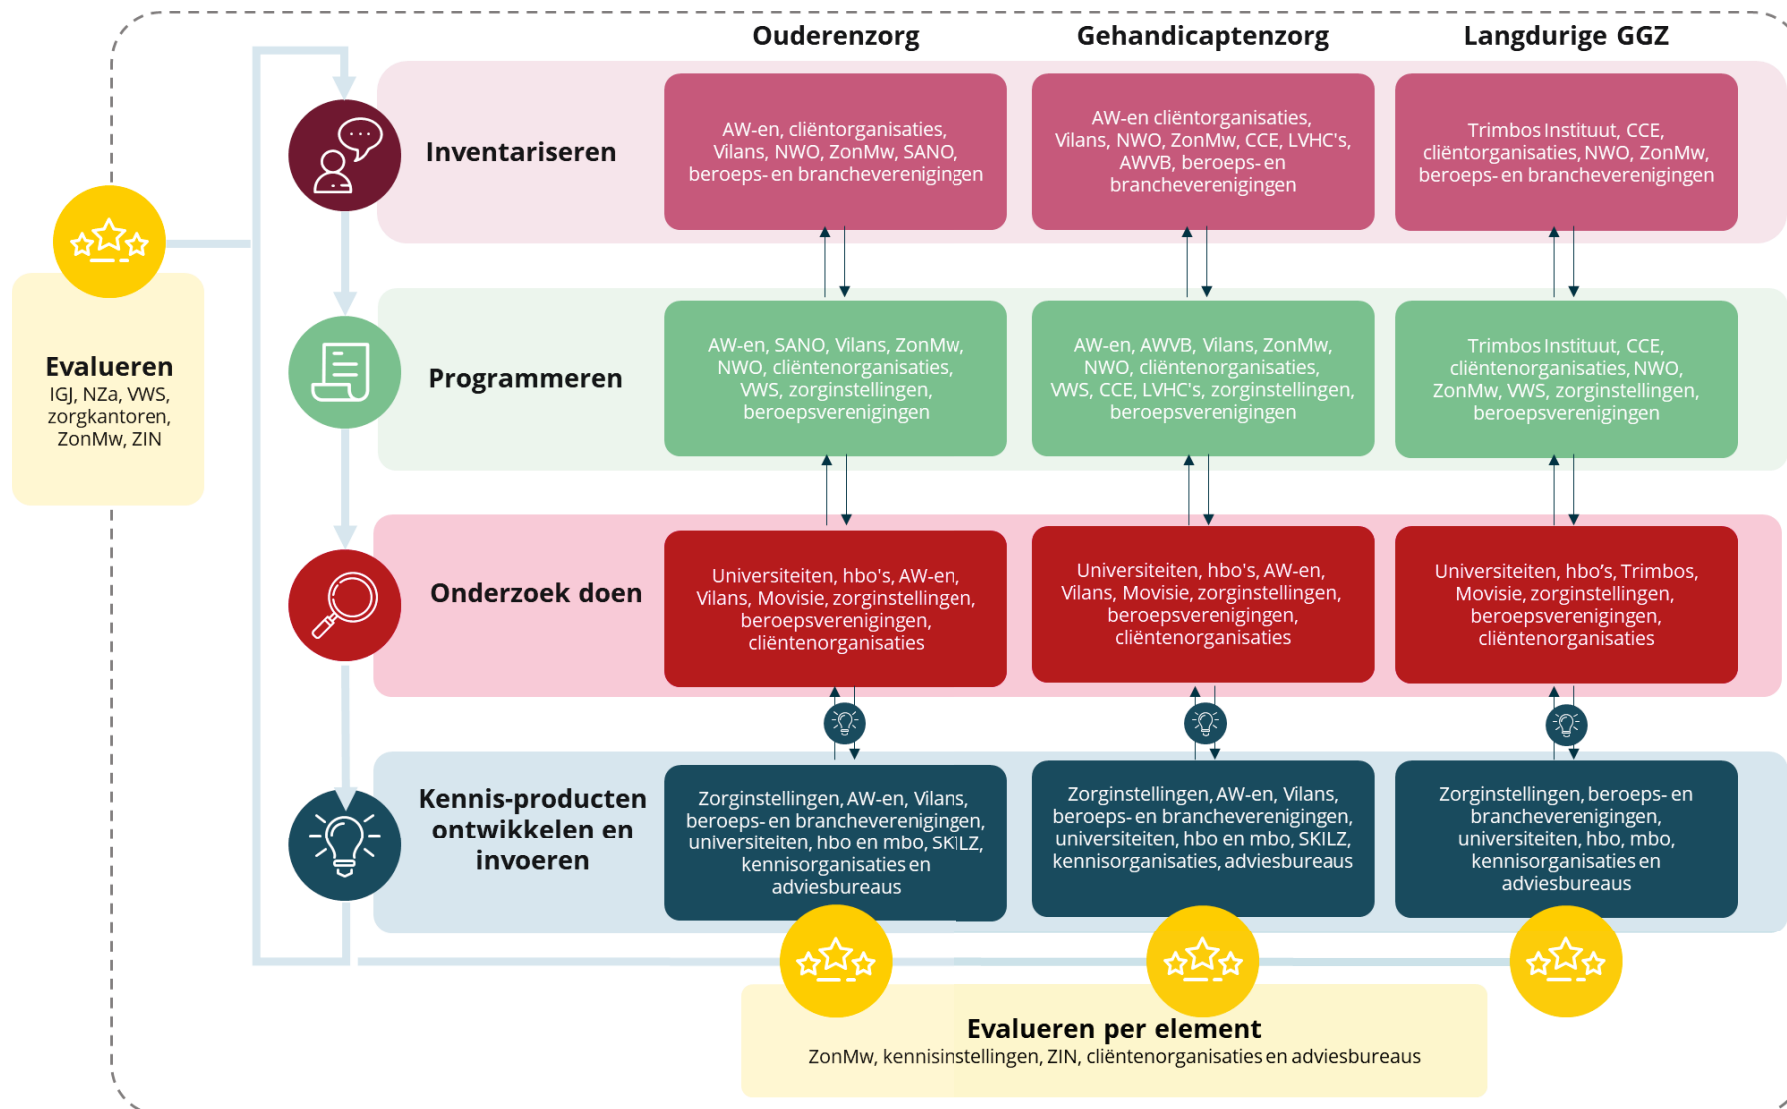 Ouderenzorg
Gehandicaptenzorg
Langdurige GGZ
Inventariseren
AW-en, cliëntorganisaties,
Vilans, NWO, ZonMw, SANO,
beroeps- en brancheverenigingen
AW-en cliëntorganisaties,
Vilans, NWO, ZonMw, CCE, LVHC's,
AWVB, beroeps- en
brancheverenigingen
Trimbos Instituut, CCE,
cliëntorganisaties, NWO, ZonMw,
beroeps- en brancheverenigingen
Evalueren
IGJ, NZa, VWS,
zorgkantoren,
ZonMw, ZIN
Programmeren
AW-en, SANO, Vilans, ZonMw,
NWO, cliëntenorganisaties,
VWS, zorginstellingen,
beroepsverenigingen
AW-en, AWVB, Vilans, ZonMw,
NWO, cliëntenorganisaties,
VWS, CCE, LVHC's, zorginstellingen,
beroepsverenigingen
Trimbos Instituut, CCE,
cliëntenorganisaties, NWO,
ZonMw, VWS, zorginstellingen,
beroepsverenigingen
Onderzoek doen
Universiteiten, hbo's, AW-en,
Vilans, Movisie, zorginstellingen,
beroepsverenigingen,
cliëntenorganisaties
Universiteiten, hbo's, AW-en,
Vilans, Movisie, zorginstellingen,
beroepsverenigingen,
cliëntenorganisaties
Universiteiten, hbo’s, Trimbos,
Movisie, zorginstellingen,
beroepsverenigingen,
cliëntenorganisaties
Kennis-producten
ontwikkelen en
invoeren
Zorginstellingen, AW-en, Vilans,
beroeps- en brancheverenigingen,
universiteiten, hbo en mbo, SKILZ,
kennisorganisaties en
adviesbureaus
Zorginstellingen, AW-en, Vilans,
beroeps- en brancheverenigingen,
universiteiten, hbo en mbo, SKILZ,
kennisorganisaties, adviesbureaus
Zorginstellingen, beroeps- en
brancheverenigingen,
universiteiten, hbo, mbo,
kennisorganisaties en
adviesbureaus
Evalueren per element
ZonMw, kennisinstellingen, ZIN, cliëntenorganisaties en adviesbureaus